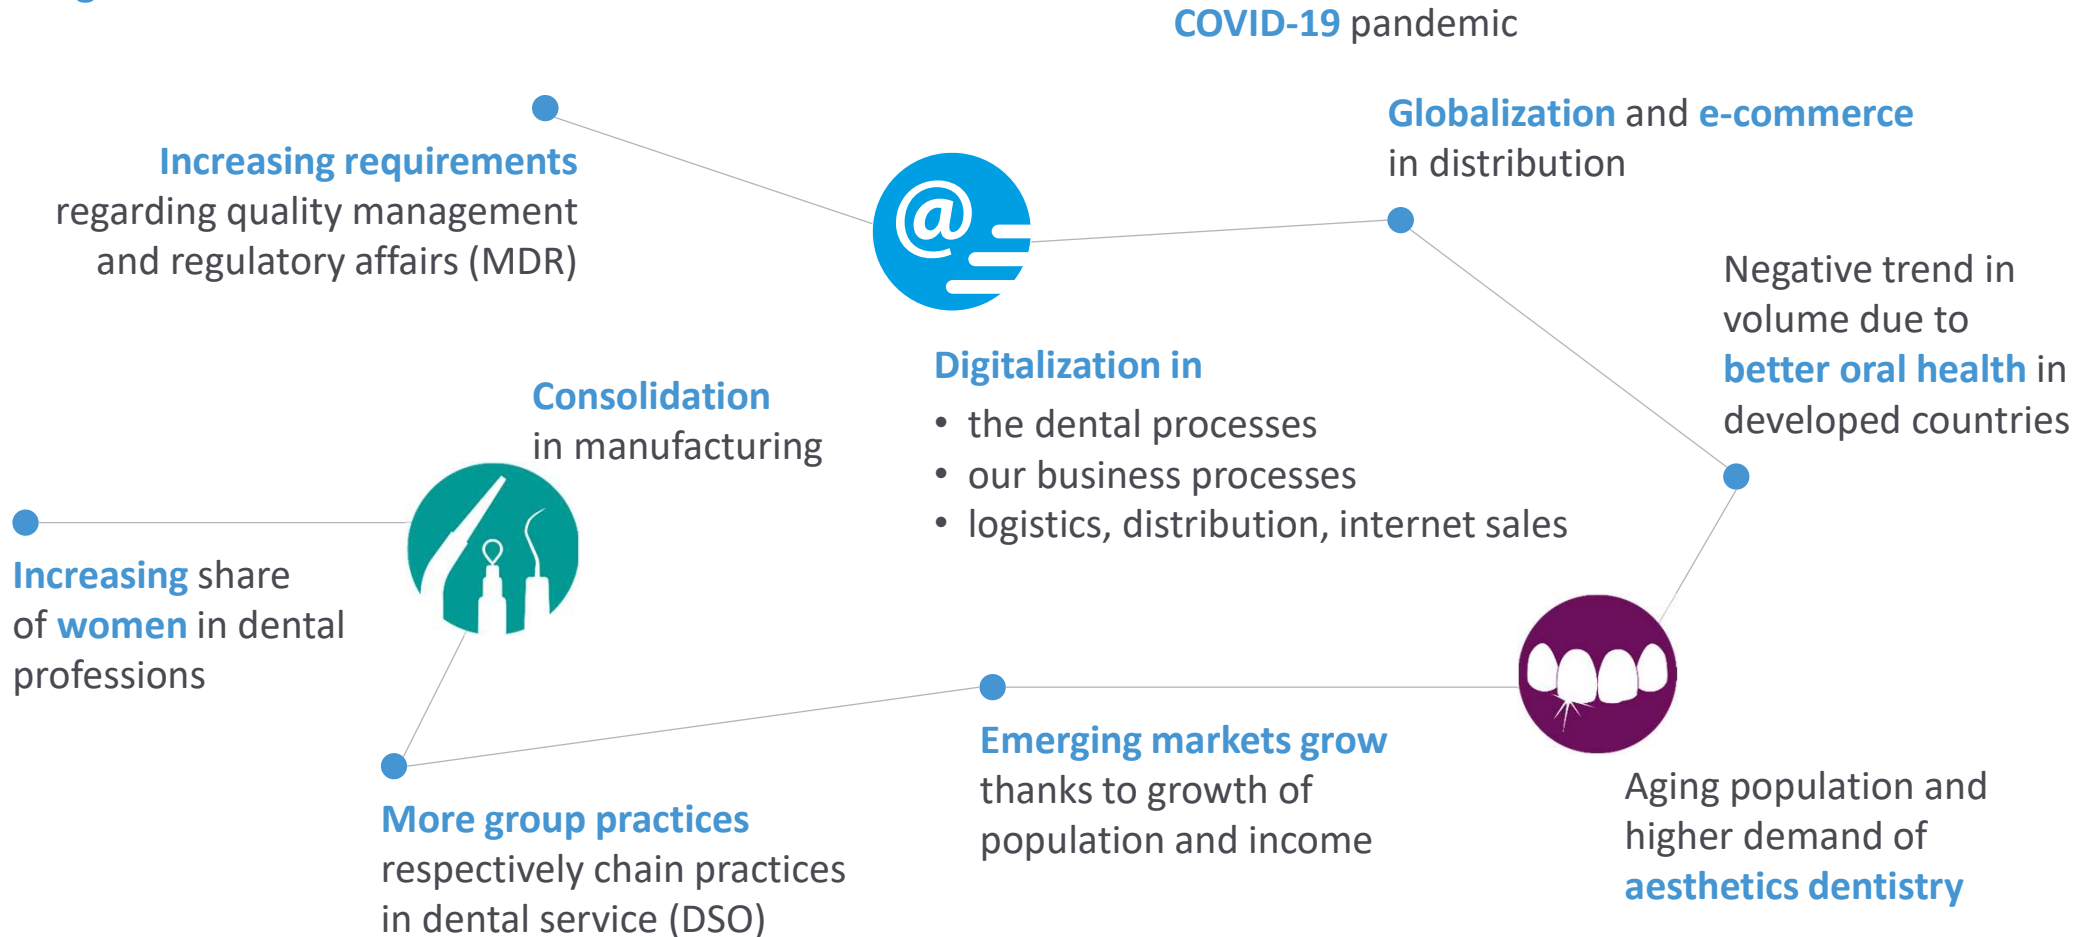 COVID-19 pandemic
Increasing requirements
regarding quality management
and regulatory affairs (MDR)
@
Globalization and e-commerce
in distribution
Negative trend in
volume due to
better oral health in
developed countries
Digitalization in
• the dental processes
• our business processes
• logistics, distribution, internet sales
Consolidation
in manufacturing
Increasing share
of women in dental
professions
More group practices
respectively chain practices
in dental service (DSO)
Emerging markets grow
thanks to growth of
population and income
Aging population and
higher demand of
aesthetics dentistry